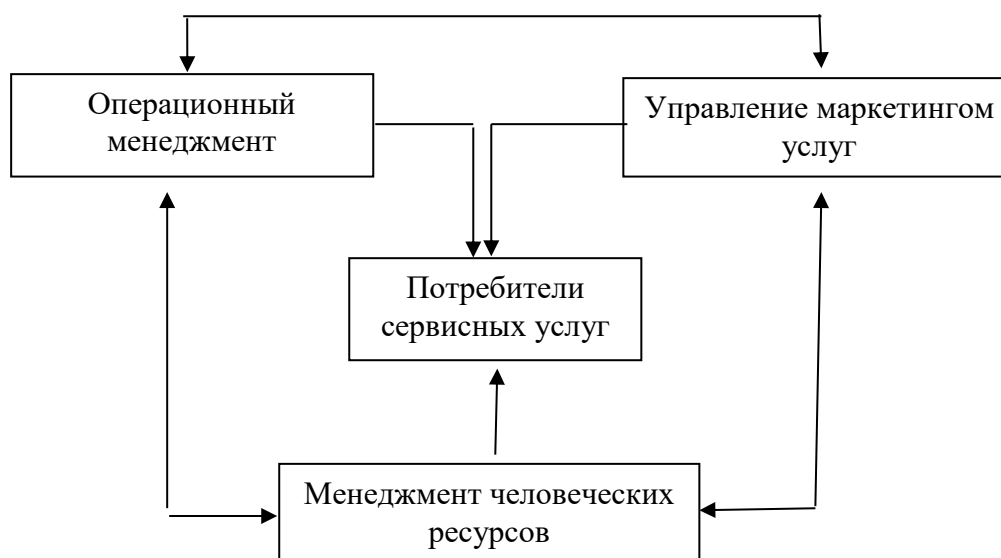 Операционный
менеджмент
Управление маркетингом
услуг
Потребители
сервисных услуг
Менеджмент человеческих
ресурсов